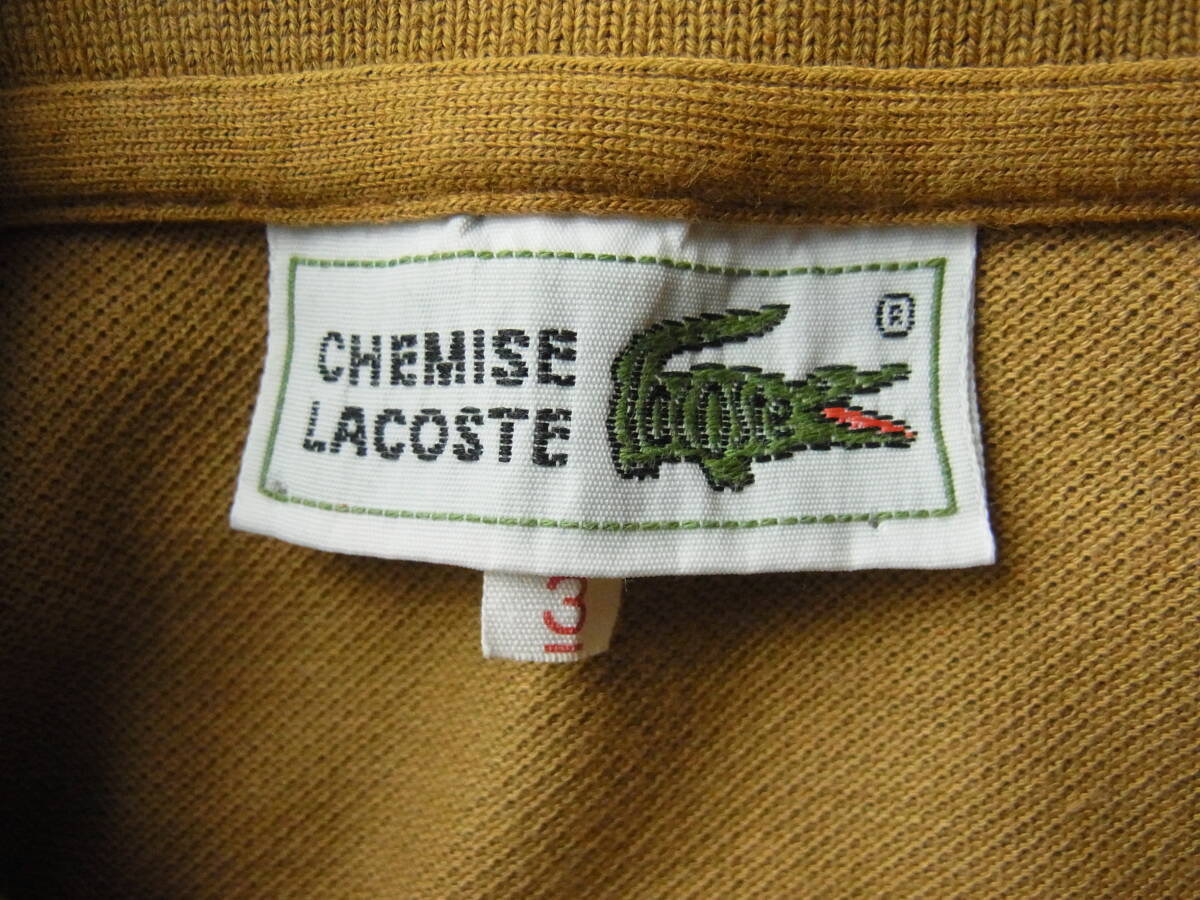 CHEMISE
LACOSTE
®
3